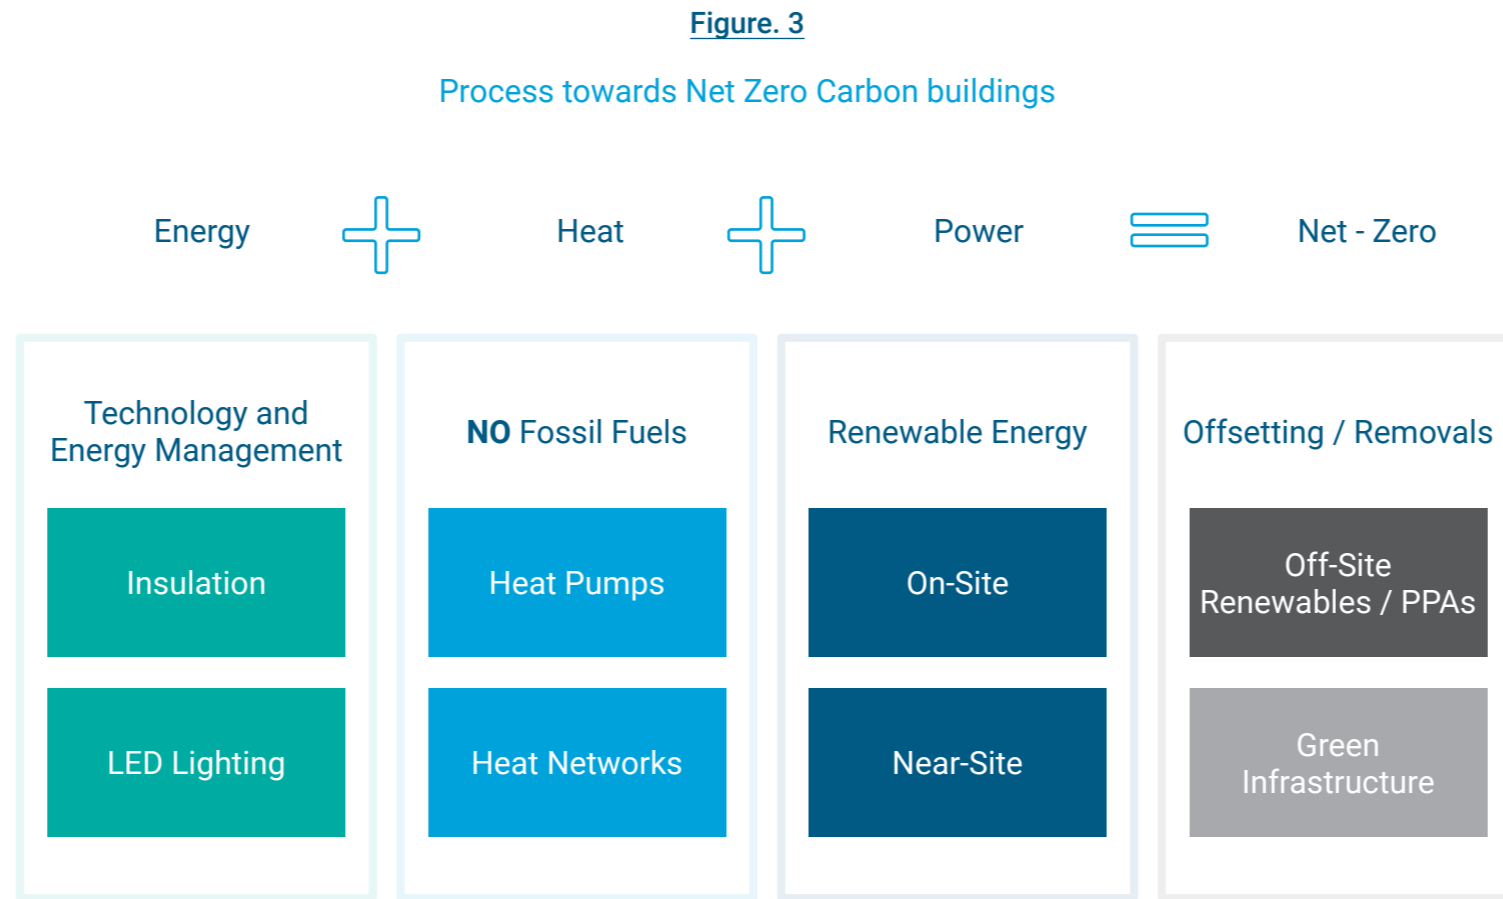 Figure. 3
Process towards Net Zero Carbon buildings
Energy
Heat
Power
Net - Zero
Technology and
Energy Management
Insulation
LED Lighting
NO Fossil Fuels
Heat Pumps
Heat Networks
Renewable Energy
On-Site
Near-Site
Offsetting / Removals
Off-Site
Renewables / PPAs
Green
Infrastructure